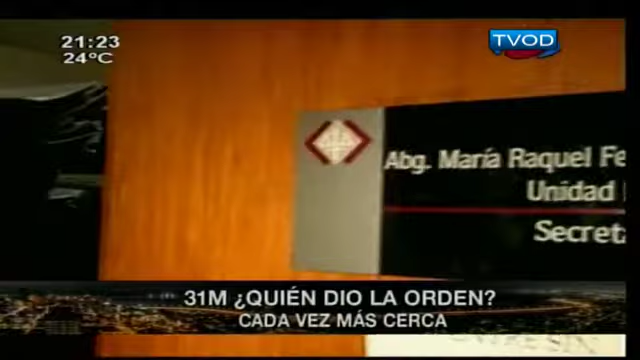 21:23
24°C
TVOD
Abg. María Raquel Fe
Unidad
Secreta
31M ¿QUIÉN DIO LA ORDEN?
CADA VEZ MÁS CERCA